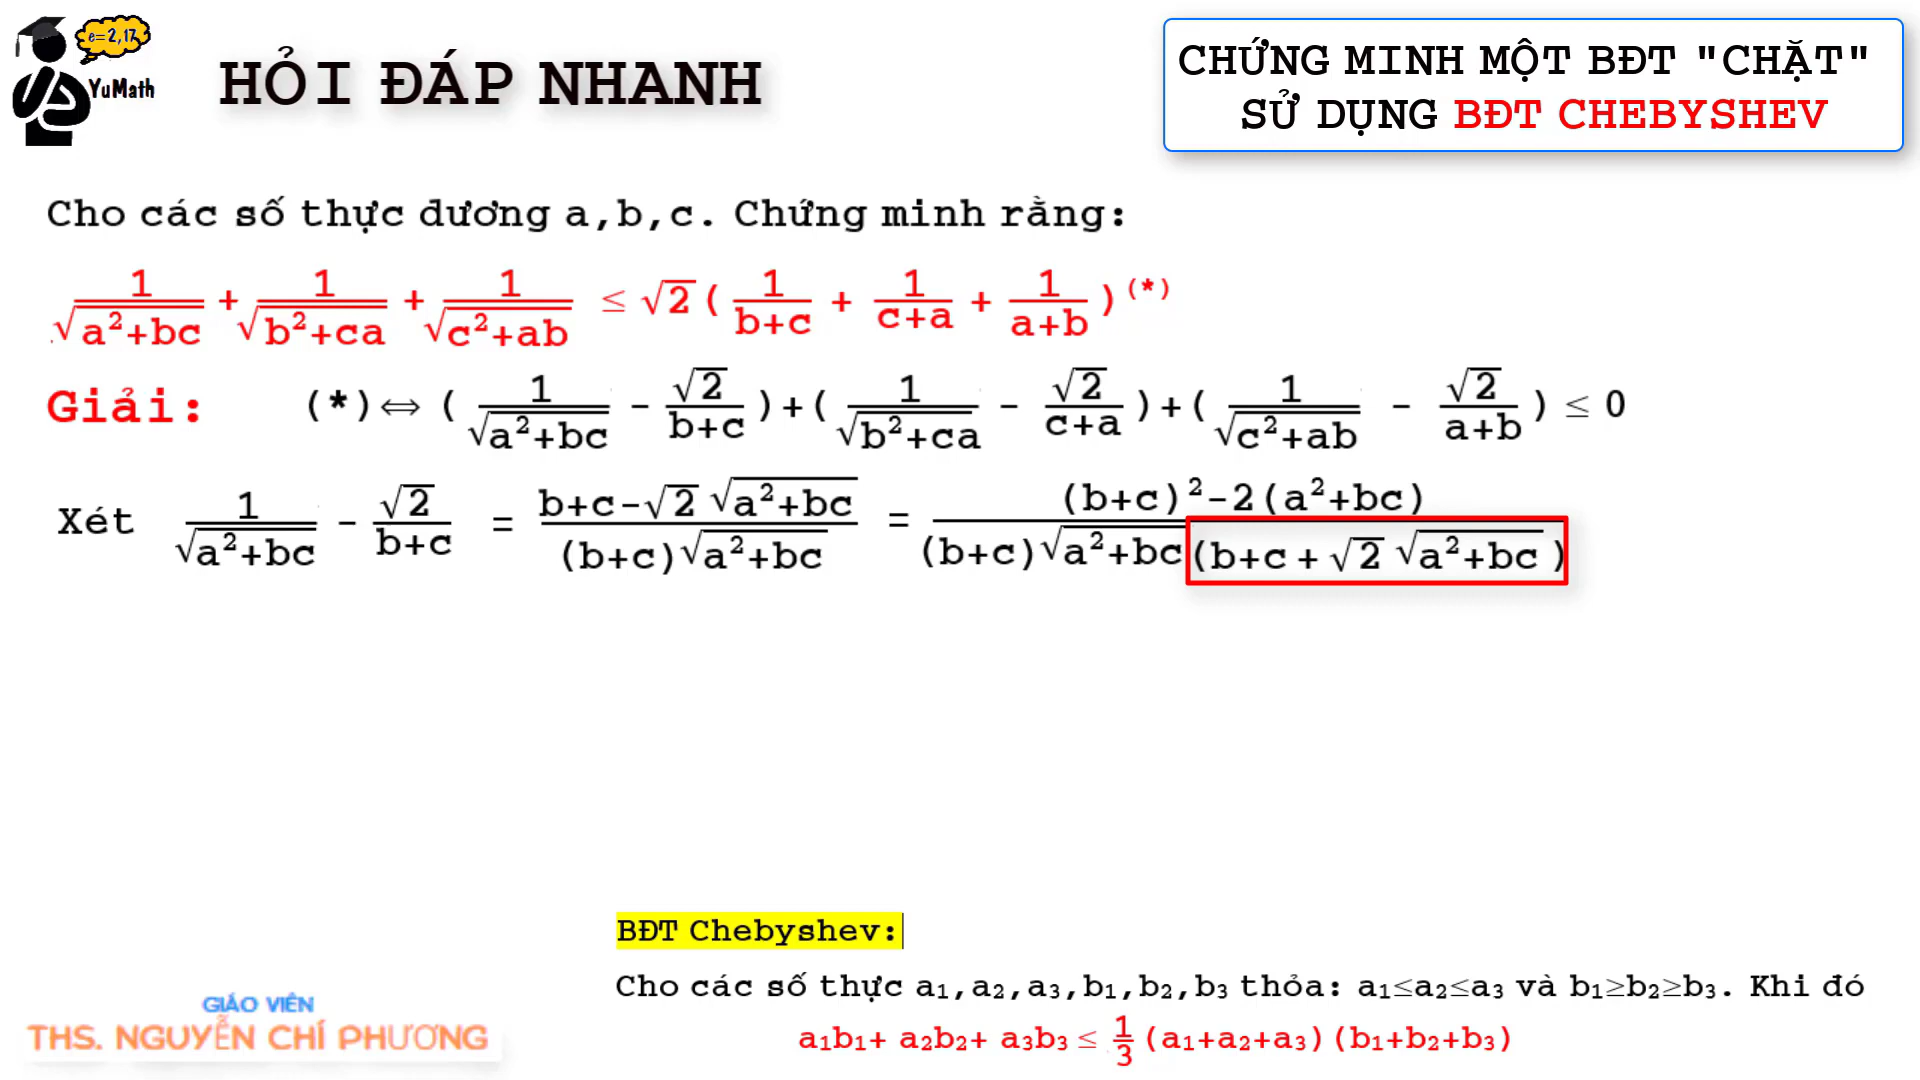 e=2,17
YuMath
HỎI ĐÁP NHANH
CHỨNG MINH MỘT BĐT "CHẶT"
SỬ DỤNG BĐT CHEBYSHEV
Cho các số thực dương a,b,c. Chứng minh rằng:
1/√(a²+bc) + 1/√(b²+ca) + 1/√(c²+ab) ≤ √2 ( 1/(b+c) + 1/(c+a) + 1/(a+b) ) (*)
Giải: (*)⇔ ( 1/√(a²+bc) - √2/(b+c) )+( 1/√(b²+ca) - √2/(c+a) )+( 1/√(c²+ab) - √2/(a+b) ) ≤ 0
Xét 1/√(a²+bc) - √2/(b+c) = (b+c-√2 √(a²+bc))/((b+c)√(a²+bc)) = ((b+c)²-2(a²+bc))/((b+c)√(a²+bc)(b+c+√2 √(a²+bc)))
BĐT Chebyshev:
Cho các số thực a₁,a₂,a₃,b₁,b₂,b₃ thỏa: a₁≤a₂≤a₃ và b₁≥b₂≥b₃. Khi đó
a₁b₁+ a₂b₂+ a₃b₃ ≤ 1/3 (a₁+a₂+a₃)(b₁+b₂+b₃)
GIÁO VIÊN
THS. NGUYỄN CHÍ PHƯƠNG